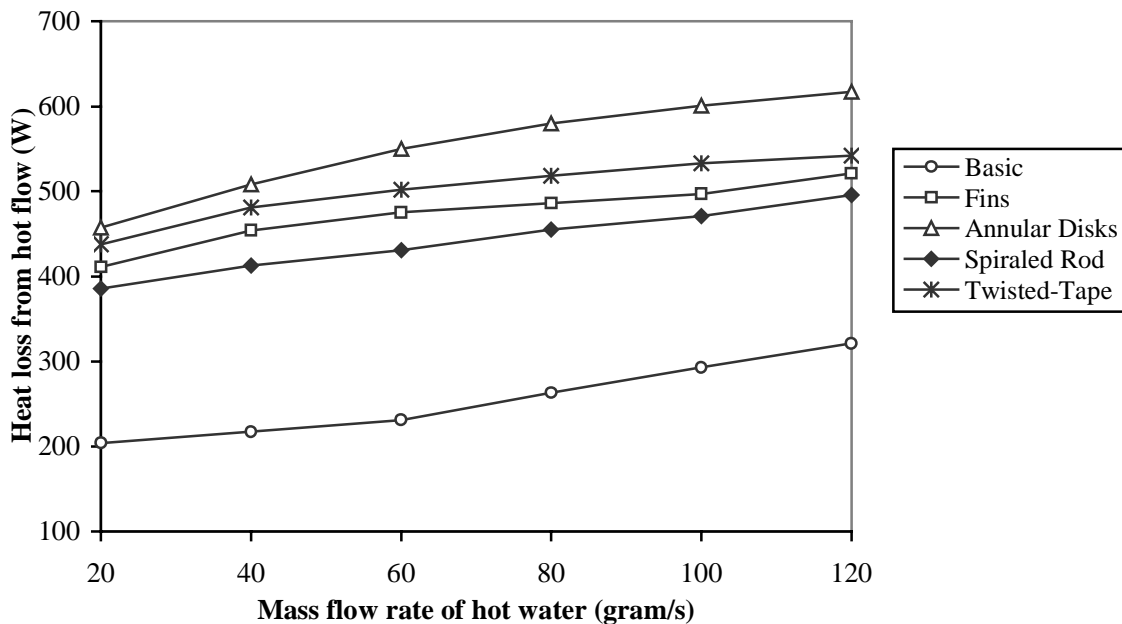 700
600
500
400
300
200
100
Heat loss from hot flow (W)
20 40 60 80 100 120
Mass flow rate of hot water (gram/s)
Basic
Fins
Annular Disks
Spiraled Rod
Twisted-Tape